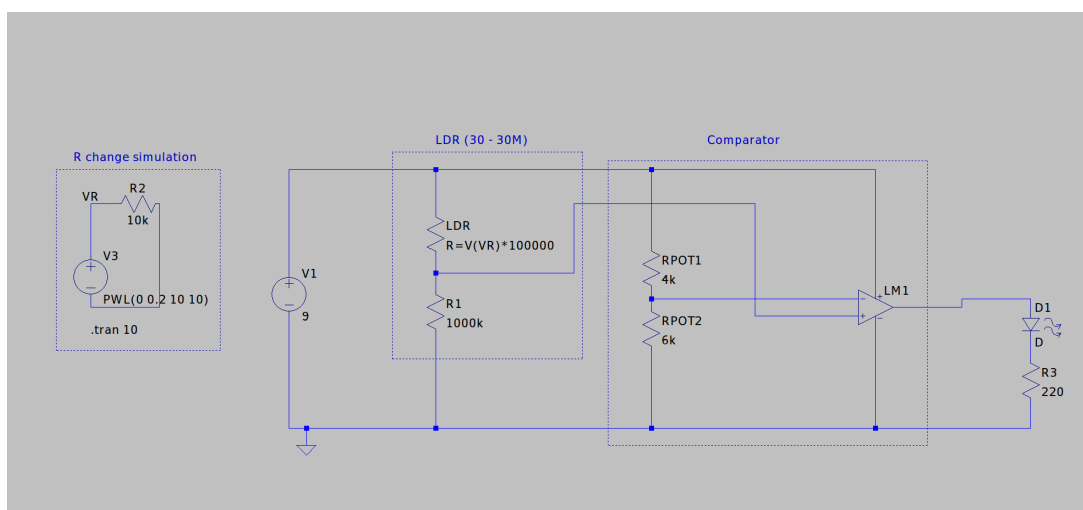 R change simulation
VR
R2
10k
V3
PWL(0 0.2 10 10)
.tran 10
V1
9
LDR (30 - 30M)
LDR
R=V(VR)*100000
R1
1000k
Comparator
RPOT1
4k
RPOT2
6k
LM1
D1
D
R3
220